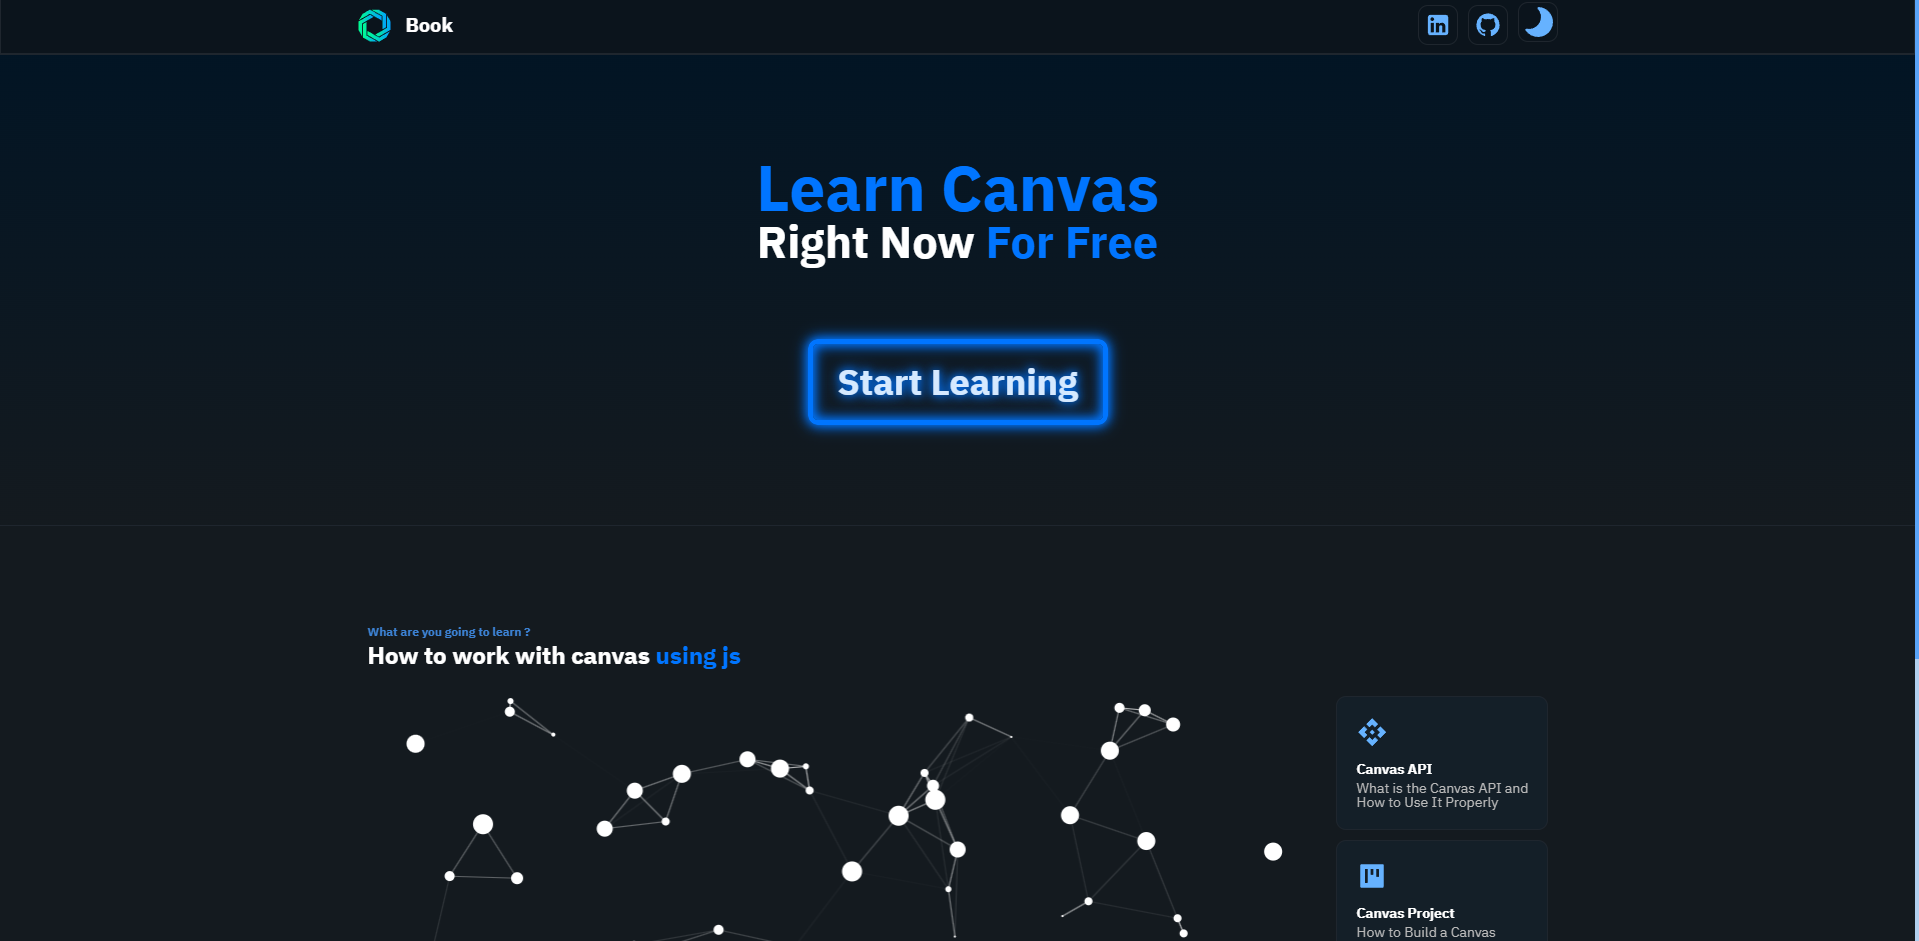 Book
Learn Canvas
Right Now For Free
Start Learning
What are you going to learn ?
How to work with canvas using js
Canvas API
What is the Canvas API and
How to Use It Properly
Canvas Project
How to Build a Canvas